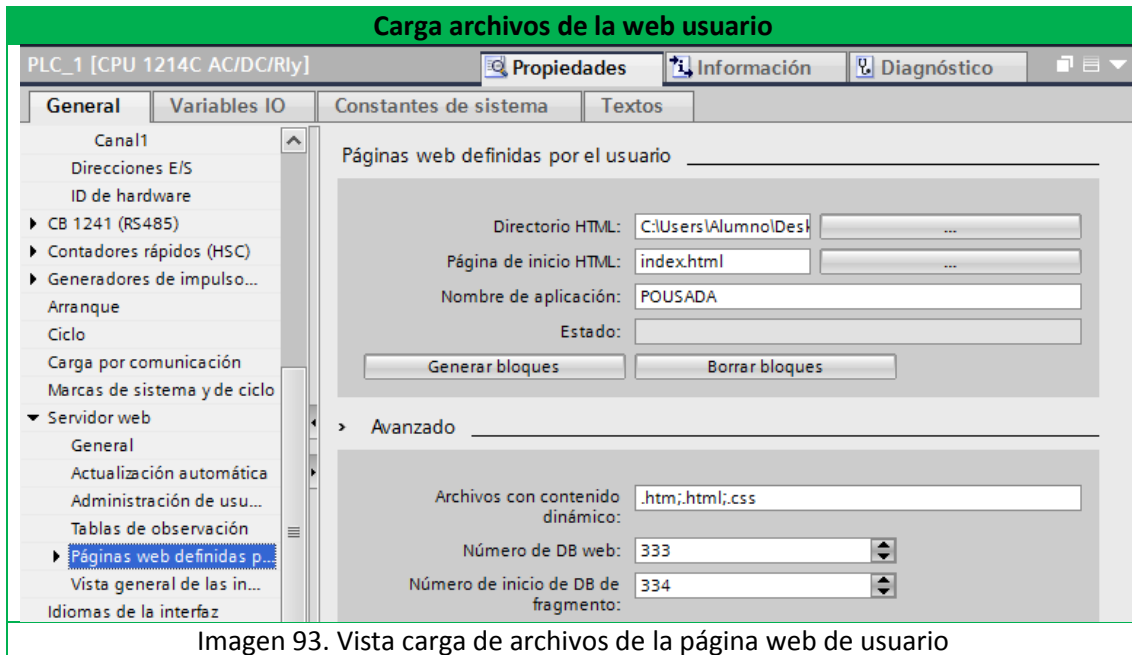 Carga archivos de la web usuario
PLC_1 [CPU 1214C AC/DC/Rly]
Propiedades
Información
Diagnóstico
General
Variables IO
Constantes de sistema
Textos
Canal1
Direcciones E/S
ID de hardware
CB 1241 (RS485)
Contadores rápidos (HSC)
Generadores de impulso...
Arranque
Ciclo
Carga por comunicación
Marcas de sistema y de ciclo
Servidor web
General
Actualización automática
Administración de usu...
Tablas de observación
Páginas web definidas p...
Vista general de las in...
Idiomas de la interfaz
Páginas web definidas por el usuario
Directorio HTML: C:\Users\Alumno\Desk ...
Página de inicio HTML: index.html ...
Nombre de aplicación: POUSADA
Estado:
Generar bloques Borrar bloques
Avanzado
Archivos con contenido .htm;.html;.css
dinámico:
Número de DB web: 333
Número de inicio de DB de 334
fragmento:
Imagen 93. Vista carga de archivos de la página web de usuario